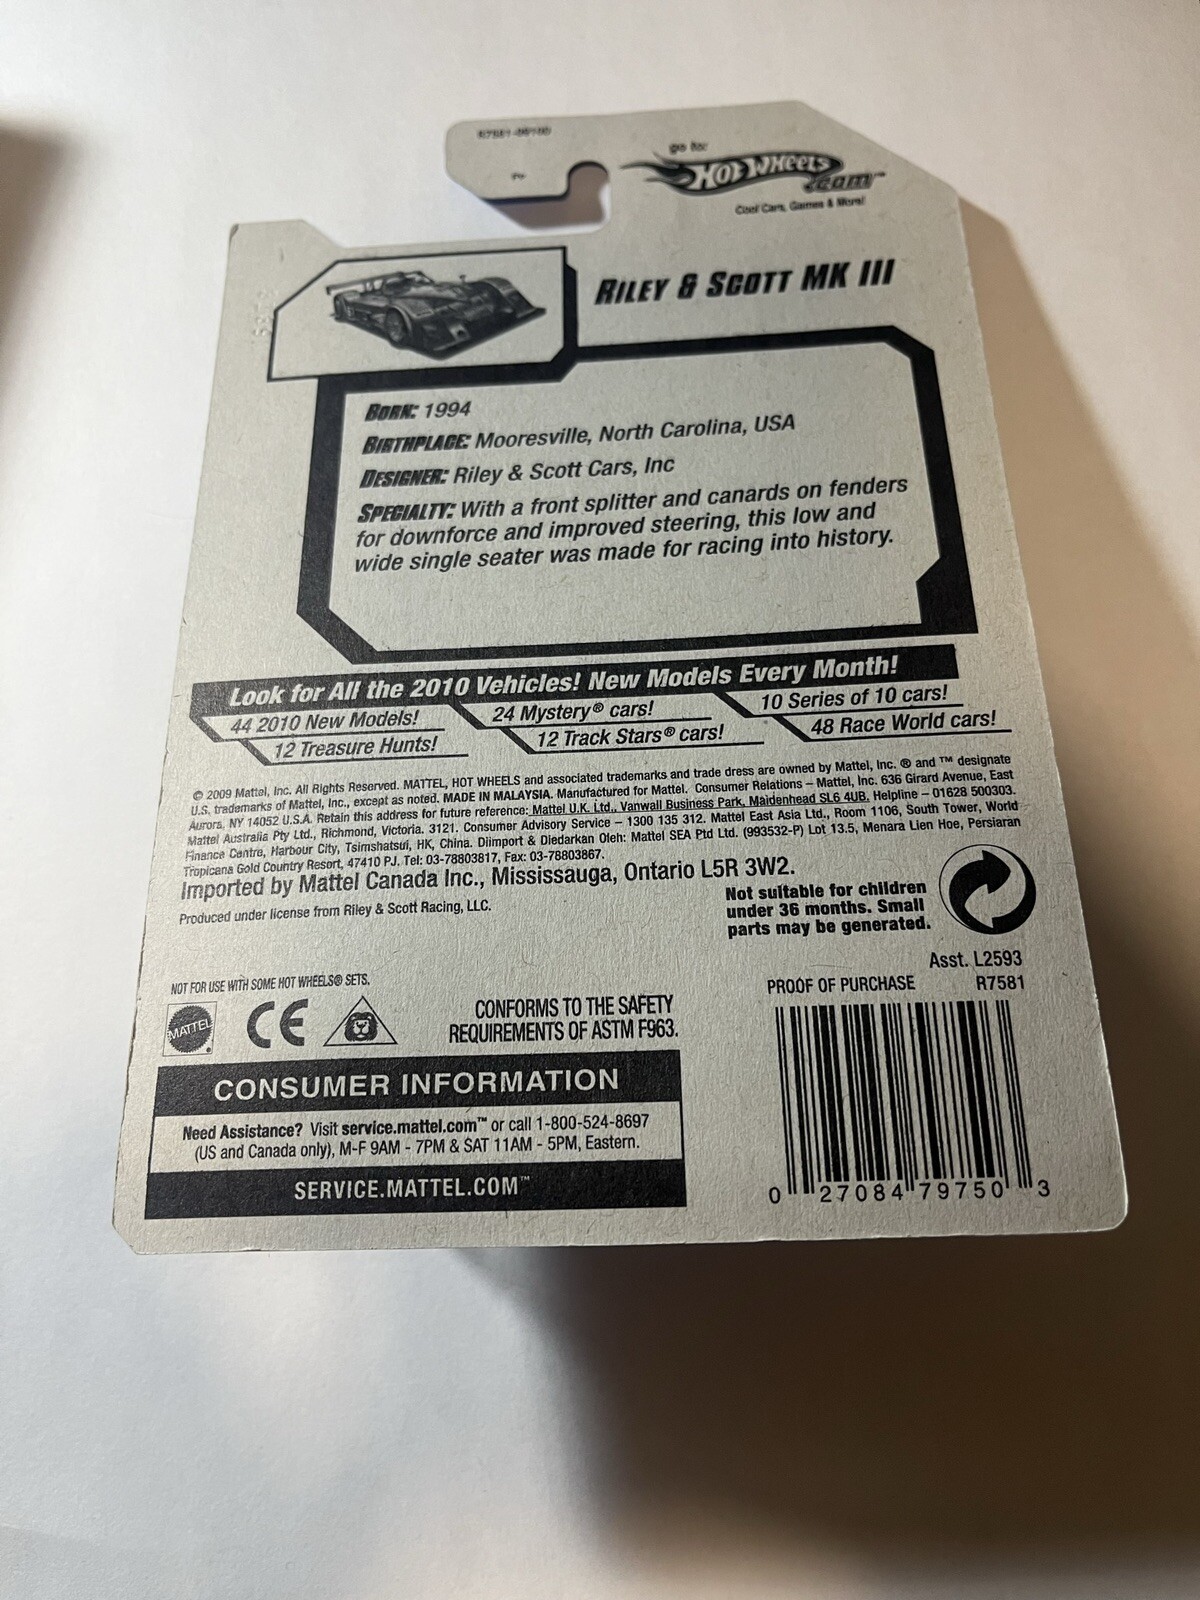 go to:
HOT WHEELS
.com™
Cool Cars, Games & More!
RILEY & SCOTT MK III
BORN: 1994
BIRTHPLACE: Mooresville, North Carolina, USA
DESIGNER: Riley & Scott Cars, Inc
SPECIALTY: With a front splitter and canards on fenders
for downforce and improved steering, this low and
wide single seater was made for racing into history.
Look for All the 2010 Vehicles! New Models Every Month!
44 2010 New Models!
24 Mystery® cars!
10 Series of 10 cars!
12 Treasure Hunts!
12 Track Stars® cars!
48 Race World cars!
© 2009 Mattel, Inc. All Rights Reserved. MATTEL, HOT WHEELS and associated trademarks and trade dress are owned by Mattel, Inc. ® and ™ designate
U.S. trademarks of Mattel, Inc., except as noted. MADE IN MALAYSIA. Manufactured for Mattel. Consumer Relations – Mattel, Inc. 636 Girard Avenue, East
Aurora, NY 14052 U.S.A. Retain this address for future reference: Mattel U.K. Ltd., Vanwall Business Park, Maidenhead SL6 4UB. Helpline – 01628 500303.
Mattel Australia Pty Ltd., Richmond, Victoria. 3121. Consumer Advisory Service – 1300 135 312. Mattel East Asia Ltd., Room 1106, South Tower, World
Finance Centre, Harbour City, Tsimshatsui, HK, China. Diimport & Diedarkan Oleh: Mattel SEA Ptd Ltd. (993532-P) Lot 13.5, Menara Lien Hoe, Persiaran
Tropicana Gold Country Resort, 47410 PJ. Tel: 03-78803817, Fax: 03-78803867.
Imported by Mattel Canada Inc., Mississauga, Ontario L5R 3W2.
Produced under license from Riley & Scott Racing, LLC.
Not suitable for children
under 36 months. Small
parts may be generated.
Asst. L2593
PROOF OF PURCHASE R7581
NOT FOR USE WITH SOME HOT WHEELS® SETS.
MATTEL
CE
CONFORMS TO THE SAFETY
REQUIREMENTS OF ASTM F963.
CONSUMER INFORMATION
Need Assistance? Visit service.mattel.com™ or call 1-800-524-8697
(US and Canada only), M-F 9AM - 7PM & SAT 11AM - 5PM, Eastern.
SERVICE.MATTEL.COM™
0 27084 79750 3